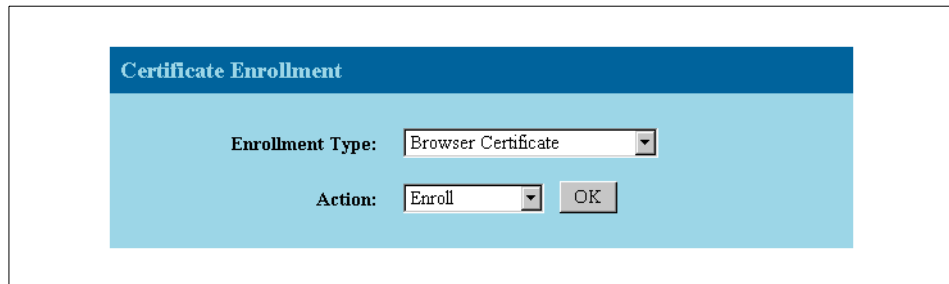 Certificate Enrollment
Enrollment Type: Browser Certificate
Action: Enroll OK